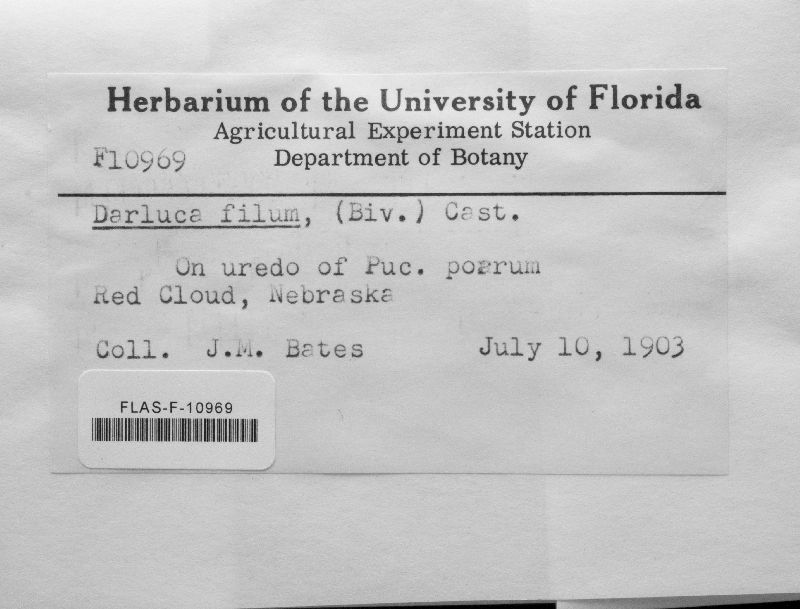 Herbarium of the University of Florida
Agricultural Experiment Station
F10969 Department of Botany
Darluca filum, (Biv.) Cast.
On uredo of Puc. poarum
Red Cloud, Nebraska
Coll. J.M. Bates July 10, 1903
FLAS-F-10969